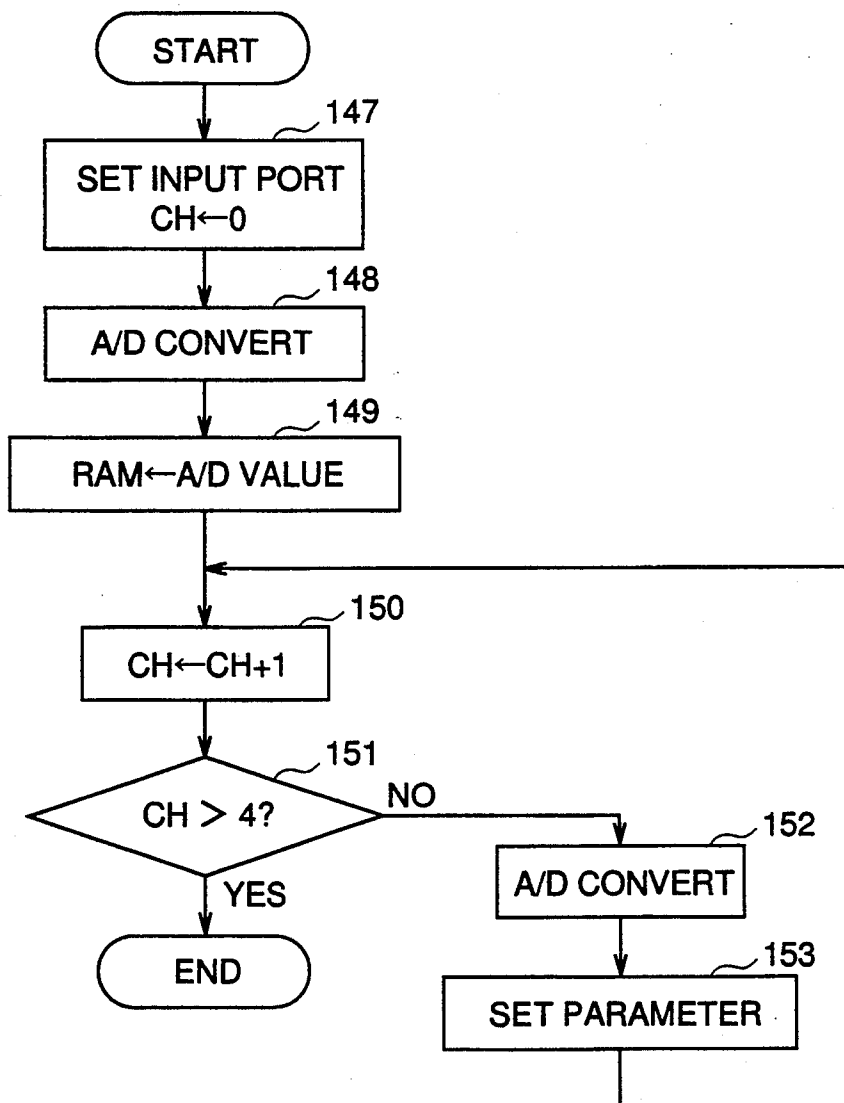 START
147
SET INPUT PORT
CH←0
148
A/D CONVERT
149
RAM←A/D VALUE
150
CH←CH+1
151
CH > 4?
NO
YES
END
152
A/D CONVERT
153
SET PARAMETER